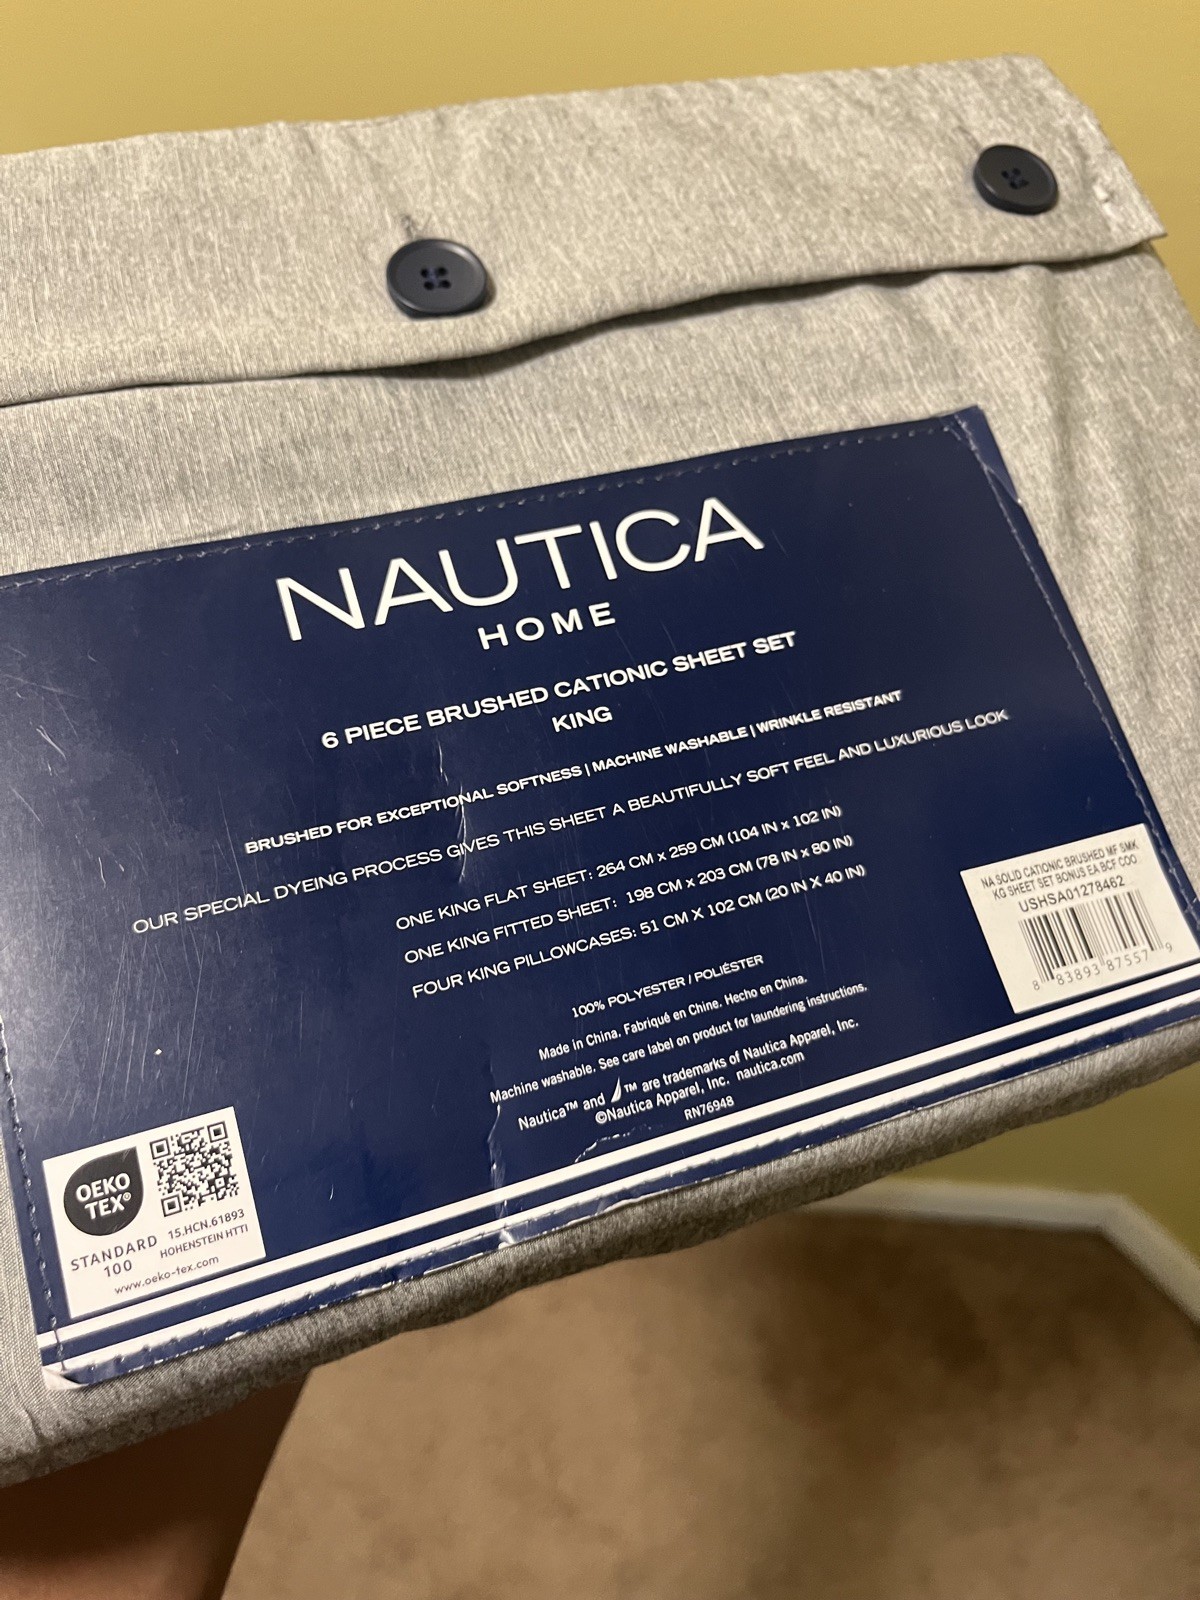 NAUTICA
HOME
6 PIECE BRUSHED CATIONIC SHEET SET
KING
BRUSHED FOR EXCEPTIONAL SOFTNESS | MACHINE WASHABLE | WRINKLE RESISTANT
OUR SPECIAL DYEING PROCESS GIVES THIS SHEET A BEAUTIFULLY SOFT FEEL AND LUXURIOUS LOOK
ONE KING FLAT SHEET: 264 CM x 259 CM (104 IN x 102 IN)
ONE KING FITTED SHEET: 198 CM x 203 CM (78 IN x 80 IN)
FOUR KING PILLOWCASES: 51 CM X 102 CM (20 IN X 40 IN)
100% POLYESTER / POLIÉSTER
Made in China. Fabriqué en Chine. Hecho en China.
Machine washable. See care label on product for laundering instructions.
Nautica™ and ™ are trademarks of Nautica Apparel, Inc.
©Nautica Apparel, Inc. nautica.com
RN76948
NA SOLID CATIONIC BRUSHED MF SMK
KG SHEET SET BONUS EA BCF COO
USHSA01278462
8 83893 87557 9
OEKO
TEX®
STANDARD
100
15.HCN.61893
HOHENSTEIN HTTI
www.oeko-tex.com